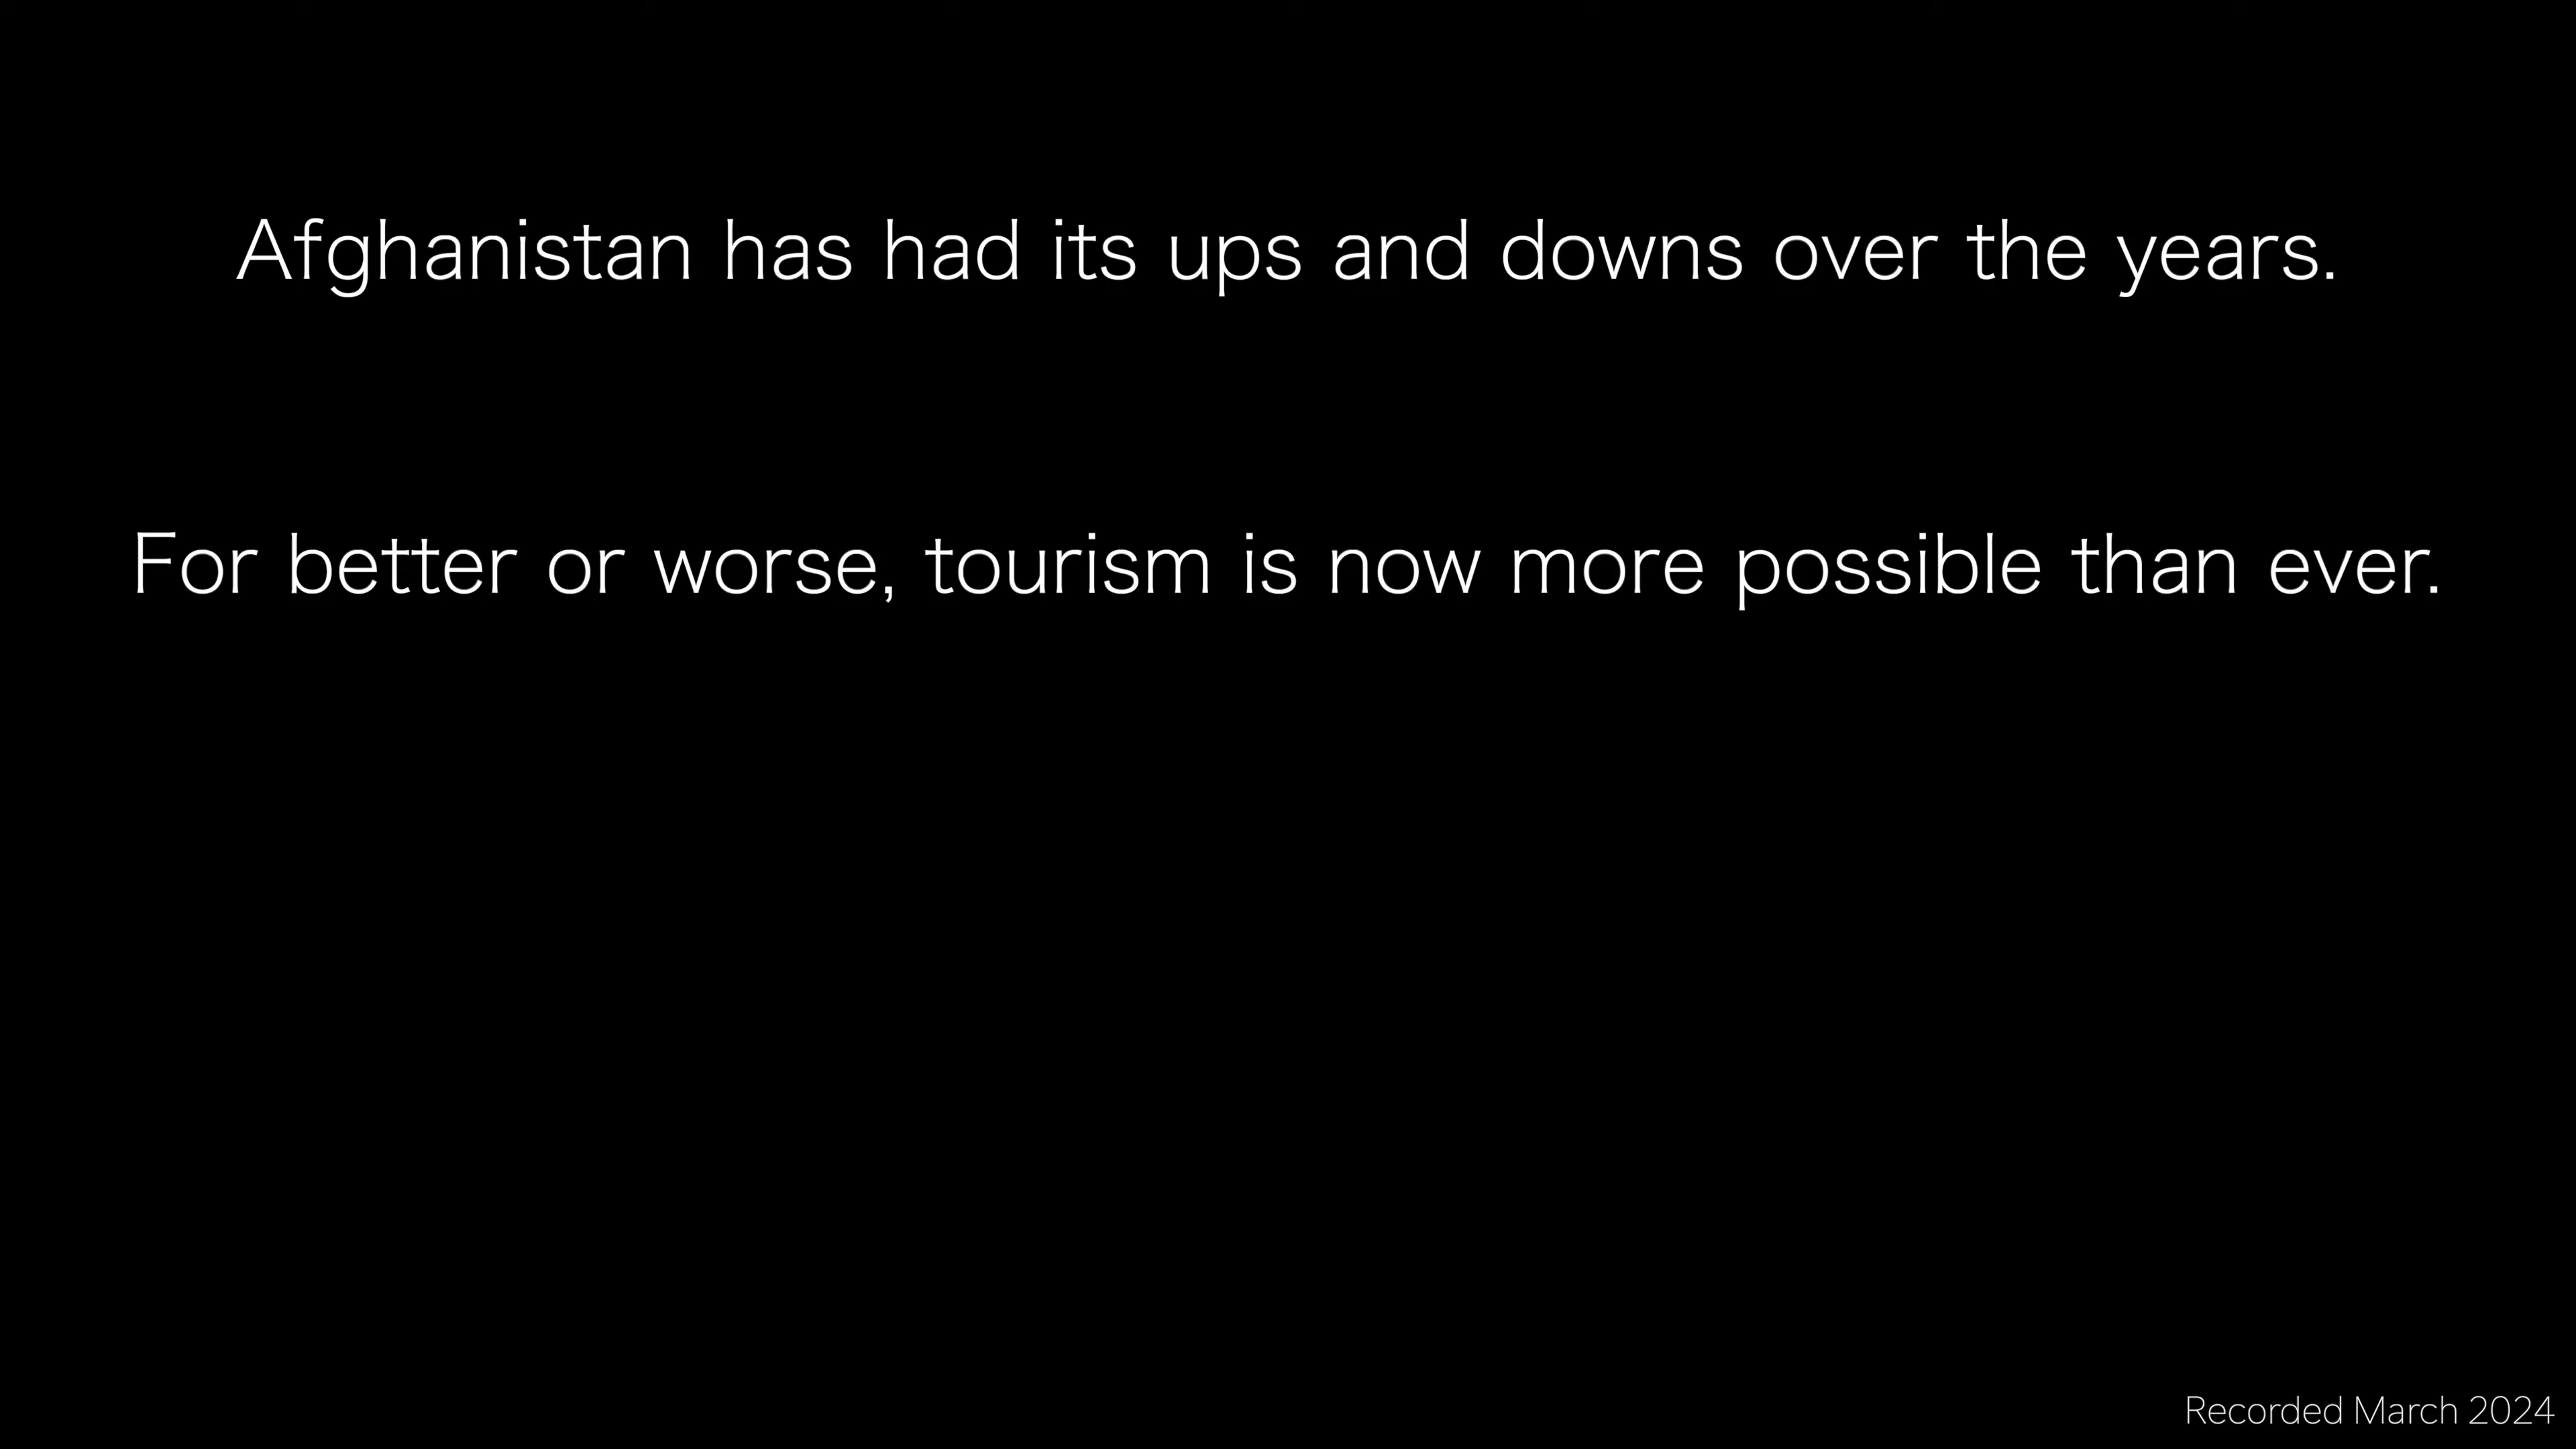 Afghanistan has had its ups and downs over the years.
For better or worse, tourism is now more possible than ever.
Recorded March 2024